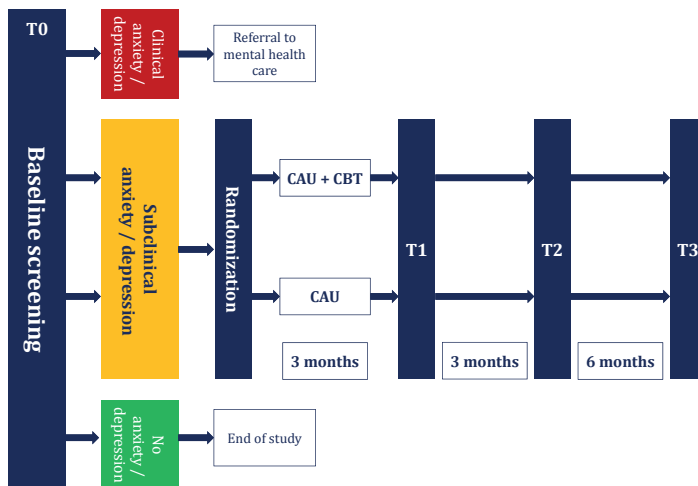 T0
Baseline screening
Clinical
anxiety /
depression
Referral to
mental health
care
Subclinical
anxiety / depression
Randomization
CAU + CBT
CAU
3 months
T1
3 months
T2
6 months
T3
No
anxiety /
depression
End of study